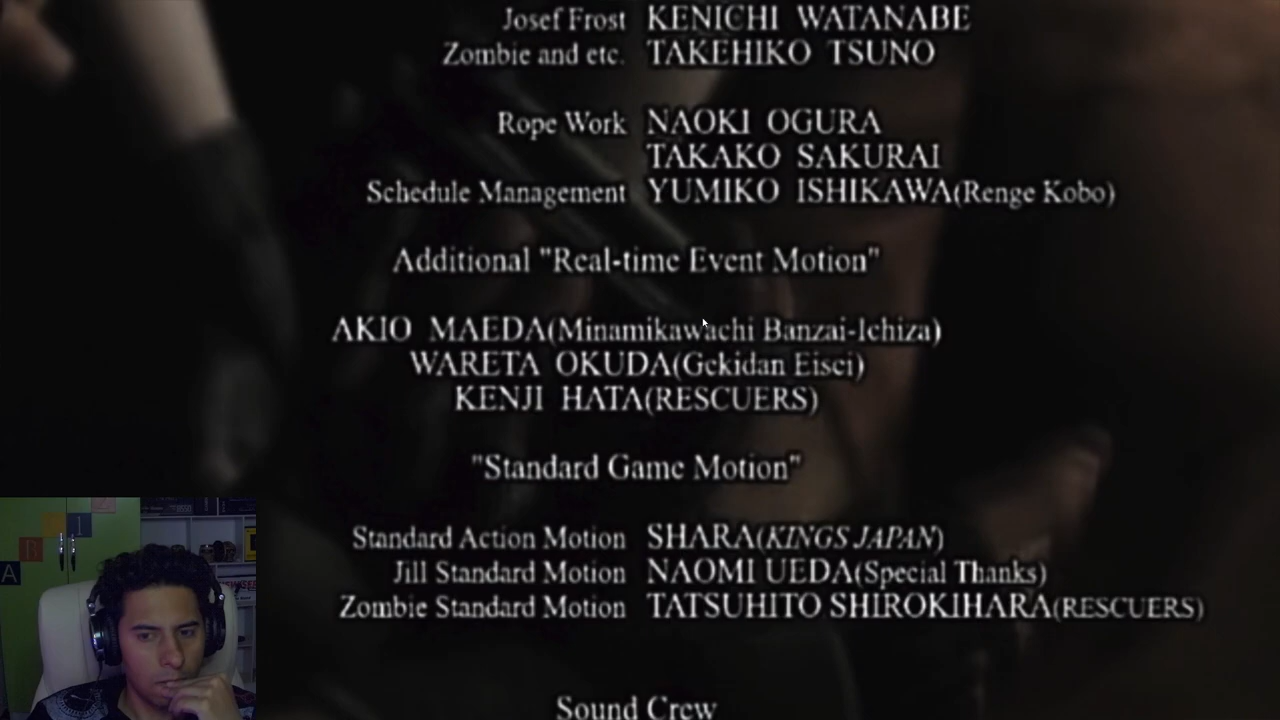 Josef Frost KENICHI WATANABE
Zombie and etc. TAKEHIKO TSUNO
Rope Work NAOKI OGURA
TAKAKO SAKURAI
Schedule Management YUMIKO ISHIKAWA(Renge Kobo)
Additional "Real-time Event Motion"
AKIO MAEDA(Minamikawachi Banzai-Ichiza)
WARETA OKUDA(Gekidan Eisei)
KENJI HATA(RESCUERS)
"Standard Game Motion"
Standard Action Motion SHARA(KINGS JAPAN)
Jill Standard Motion NAOMI UEDA(Special Thanks)
Zombie Standard Motion TATSUHITO SHIROKIHARA(RESCUERS)
Sound Crew